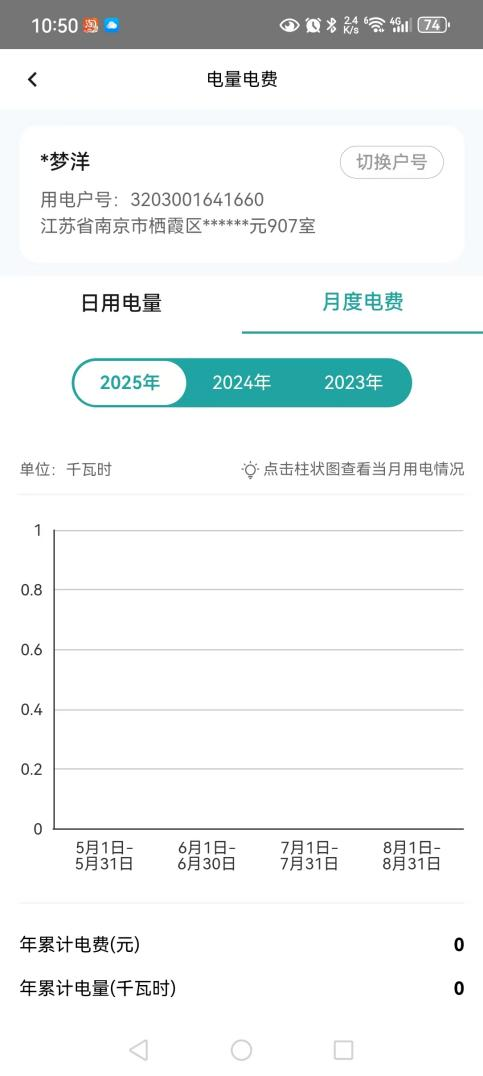 10:50
2.4
K/s
6
4G
74
电量电费
*梦洋
切换户号
用电户号：3203001641660
江苏省南京市栖霞区******元907室
日用电量
月度电费
2025年
2024年
2023年
单位：千瓦时
点击柱状图查看当月用电情况
1
0.8
0.6
0.4
0.2
0
5月1日-
5月31日
6月1日-
6月30日
7月1日-
7月31日
8月1日-
8月31日
年累计电费(元)
0
年累计电量(千瓦时)
0